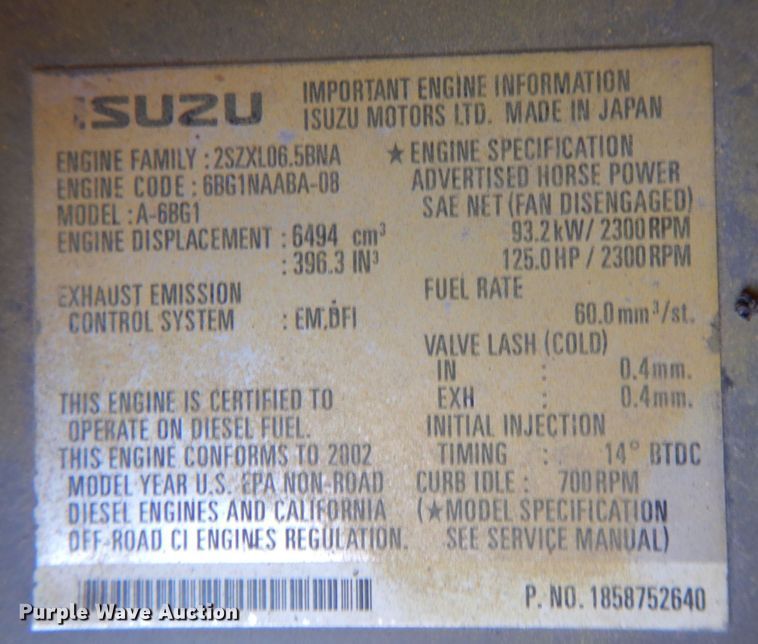 ISUZU
IMPORTANT ENGINE INFORMATION
ISUZU MOTORS LTD. MADE IN JAPAN
ENGINE FAMILY : 2SZXL06.5BNA
ENGINE CODE : 6BG1NAABA-08
MODEL : A-6BG1
ENGINE DISPLACEMENT : 6494 cm³
: 396.3 IN³
EXHAUST EMISSION
CONTROL SYSTEM : EM,DFI
THIS ENGINE IS CERTIFIED TO
OPERATE ON DIESEL FUEL.
THIS ENGINE CONFORMS TO 2002
MODEL YEAR U.S. EPA NON-ROAD
DIESEL ENGINES AND CALIFORNIA
OFF-ROAD CI ENGINES REGULATION.
★ ENGINE SPECIFICATION
ADVERTISED HORSE POWER
SAE NET (FAN DISENGAGED)
93.2kW / 2300RPM
125.0HP / 2300RPM
FUEL RATE
60.0mm³/st.
VALVE LASH (COLD)
IN : 0.4mm.
EXH : 0.4mm.
INITIAL INJECTION
TIMING : 14° BTDC
CURB IDLE : 700RPM
(★MODEL SPECIFICATION
SEE SERVICE MANUAL)
P. NO. 1858752640
Purple Wave Auction